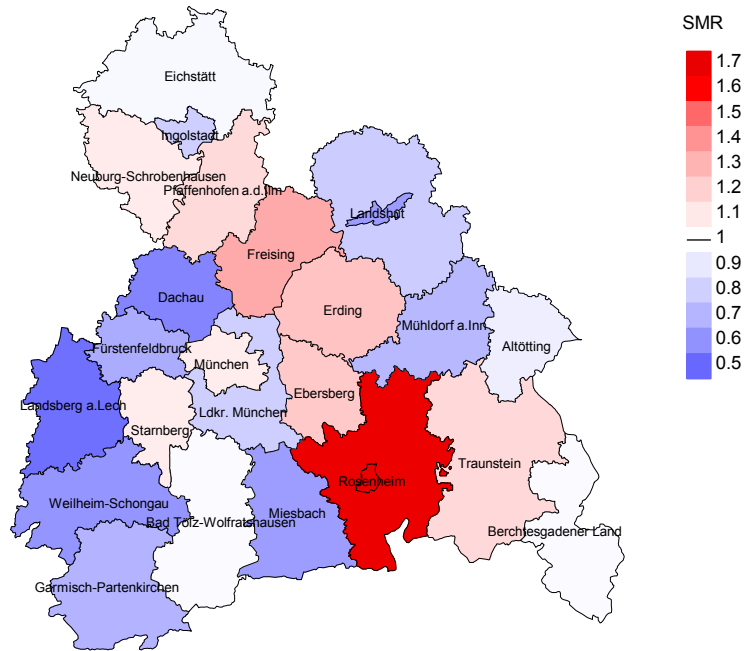 SMR
1.7
1.6
1.5
1.4
1.3
1.2
1.1
1
0.9
0.8
0.7
0.6
0.5
Eichstätt
Ingolstadt
Neuburg-Schrobenhausen
Pfaffenhofen a.d.Ilm
Landshut
Freising
Dachau
Erding
Mühldorf a.Inn
Altötting
Fürstenfeldbruck
München
Ebersberg
Landsberg a.Lech
Ldkr. München
Starnberg
Traunstein
Rosenheim
Weilheim-Schongau
Miesbach
Bad Tölz-Wolfratshausen
Berchtesgadener Land
Garmisch-Partenkirchen